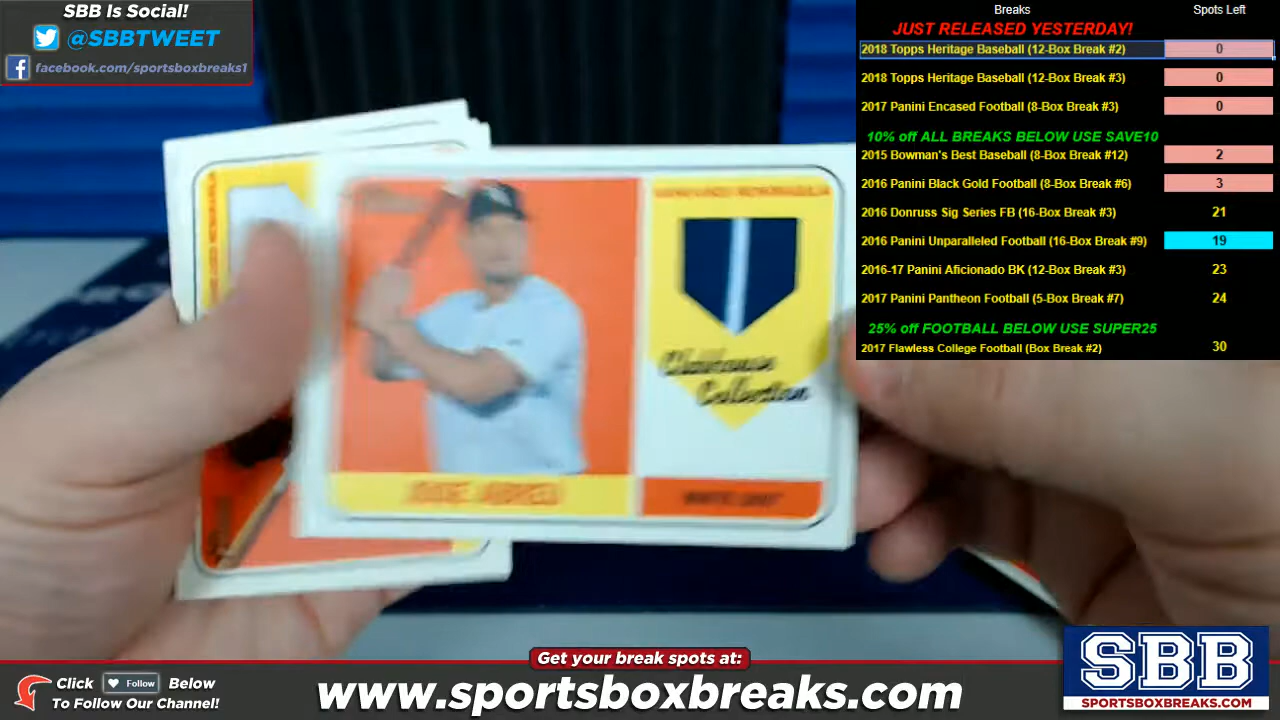 SBB Is Social!
@SBBTWEET
facebook.com/sportsboxbreaks1
Breaks Spots Left
JUST RELEASED YESTERDAY!
2018 Topps Heritage Baseball (12-Box Break #2) 0
2018 Topps Heritage Baseball (12-Box Break #3) 0
2017 Panini Encased Football (8-Box Break #3) 0
10% off ALL BREAKS BELOW USE SAVE10
2015 Bowman's Best Baseball (8-Box Break #12) 2
2016 Panini Black Gold Football (8-Box Break #6) 3
2016 Donruss Sig Series FB (16-Box Break #3) 21
2016 Panini Unparalleled Football (16-Box Break #9) 19
2016-17 Panini Aficionado BK (12-Box Break #3) 23
2017 Panini Pantheon Football (5-Box Break #7) 24
25% off FOOTBALL BELOW USE SUPER25
2017 Flawless College Football (Box Break #2) 30
Clubhouse
Collection
JOSE ABREU
WHITE SOX
Get your break spots at:
Click Follow Below
To Follow Our Channel!
www.sportsboxbreaks.com
SBB
SPORTSBOXBREAKS.COM